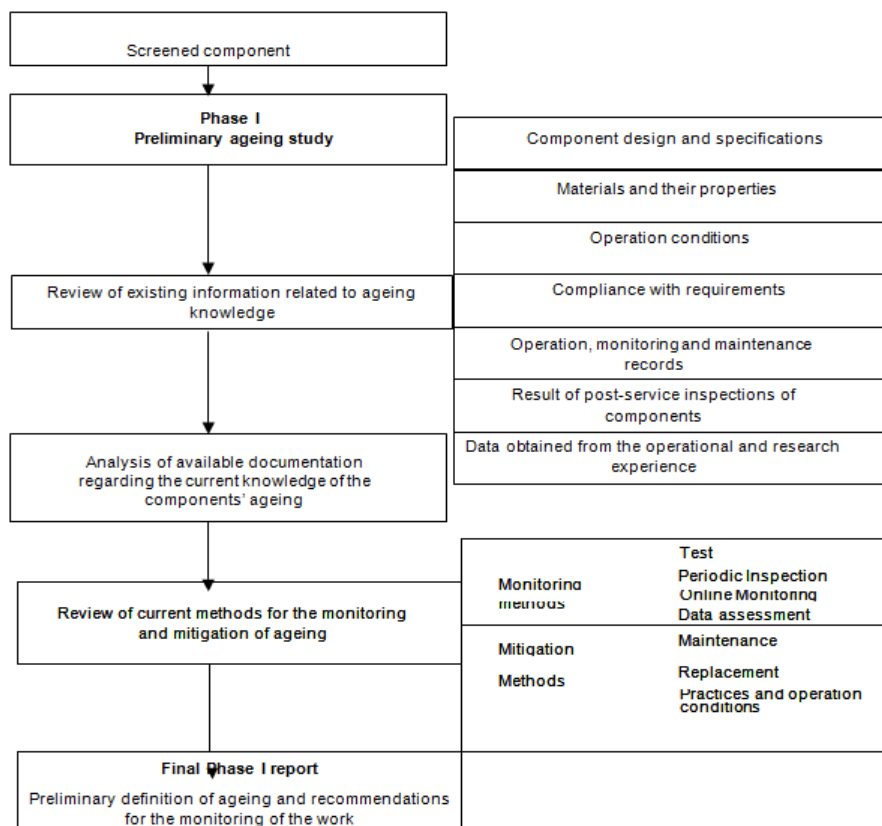 Screened component
Phase I
Preliminary ageing study
Component design and specifications
Materials and their properties
Operation conditions
Review of existing information related to ageing
knowledge
Compliance with requirements
Operation, monitoring and maintenance
records
Result of post-service inspections of
components
Data obtained from the operational and research
experience
Analysis of available documentation
regarding the current knowledge of the
components' ageing
Review of current methods for the monitoring
and mitigation of ageing
Monitoring
methods
Test
Periodic Inspection
Online Monitoring
Data assessment
Mitigation
Methods
Maintenance
Replacement
Practices and operation
conditions
Final Phase I report
Preliminary definition of ageing and recommendations
for the monitoring of the work